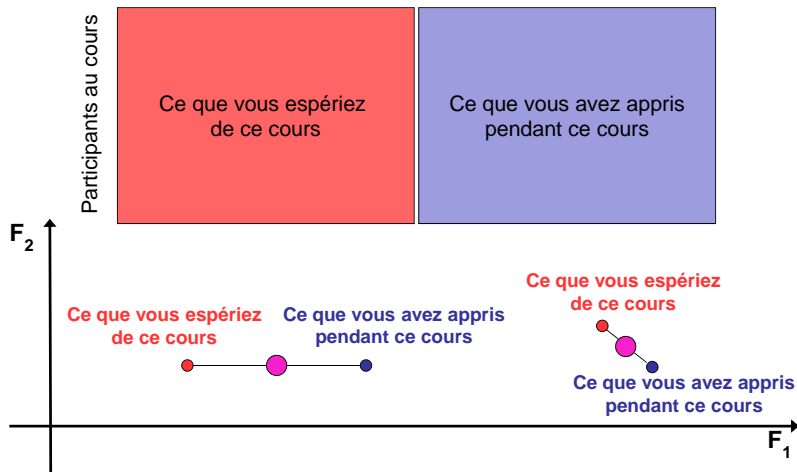 Participants au cours
Ce que vous espériez
de ce cours
Ce que vous avez appris
pendant ce cours
F2
Ce que vous espériez
de ce cours
Ce que vous avez appris
pendant ce cours
Ce que vous espériez
de ce cours
Ce que vous avez appris
pendant ce cours
F1